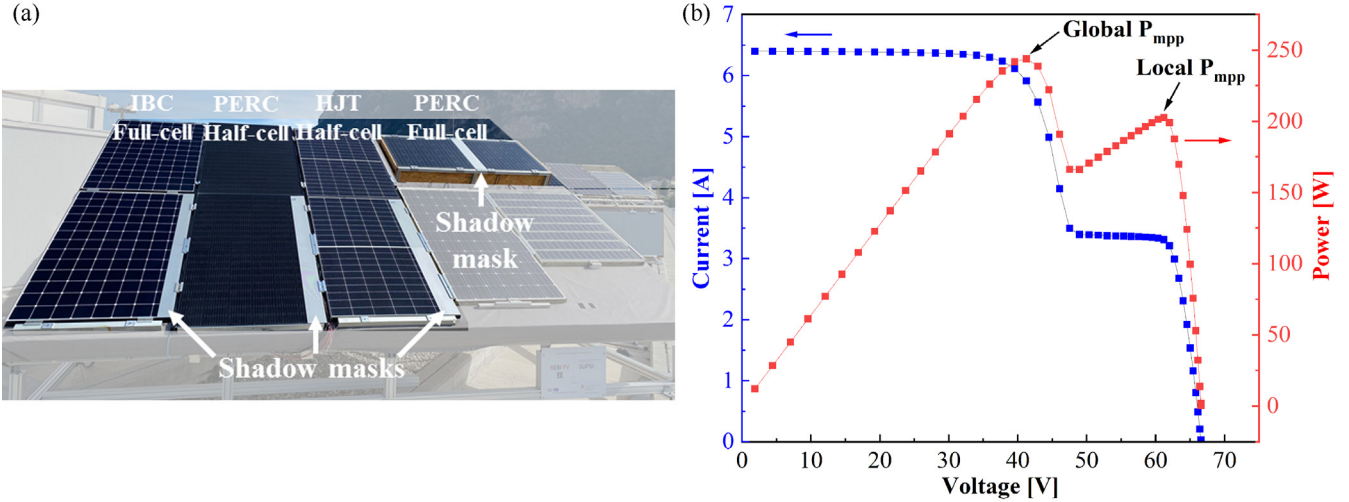 (a)
IBC
Full-cell
PERC
Half-cell
HJT
Half-cell
PERC
Full-cell
Shadow
mask
Shadow masks
(b)
Global Pmpp
Local Pmpp
Current [A]
7
6
5
4
3
2
1
0
Power [W]
250
200
150
100
50
0
0 10 20 30 40 50 60 70
Voltage [V]